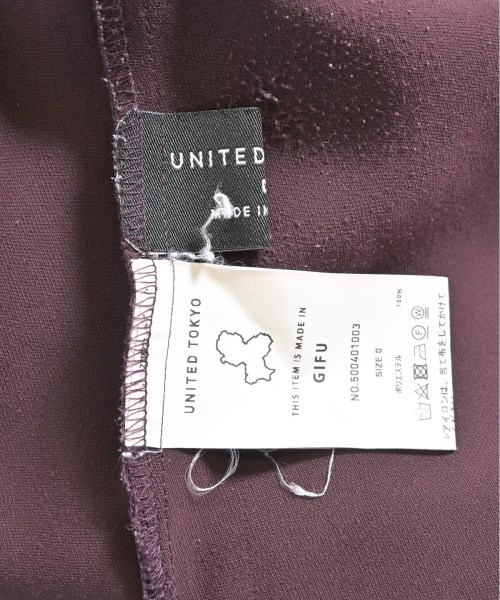 UNITED
MADE IN
UNITED TOKYO
THIS ITEM IS MADE IN
GIFU
NO.500401003
SIZE 0
ポリエステル 100%
アイロンは、当て布をしてかけて